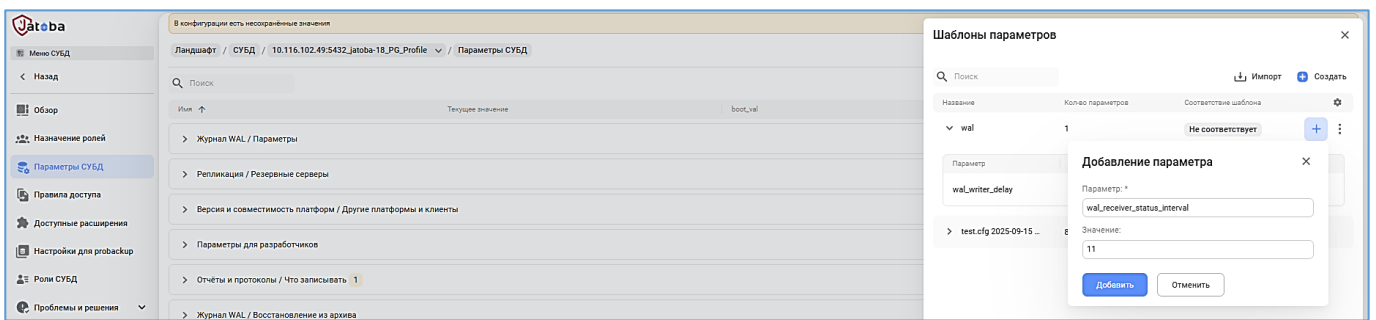 Jatoba
Меню СУБД
Назад
Обзор
Назначение ролей
Параметры СУБД
Правила доступа
Доступные расширения
Настройки для probackup
Роли СУБД
Проблемы и решения
В конфигурации есть несохранённые значения
Ландшафт / СУБД / 10.116.102.49:5432_jatoba-18_PG_Profile / Параметры СУБД
Поиск
Имя Текущее значение boot_val
Журнал WAL / Параметры
Репликация / Резервные серверы
Версия и совместимость платформ / Другие платформы и клиенты
Параметры для разработчиков
Отчёты и протоколы / Что записывать 1
Журнал WAL / Восстановление из архива
Шаблоны параметров
Поиск Импорт Создать
Название Кол-во параметров Соответствие шаблона
wal 1 Не соответствует
Параметр
wal_writer_delay
test.cfg 2025-09-15 ...
Добавление параметра
Параметр: *
wal_receiver_status_interval
Значение:
11
Добавить Отменить